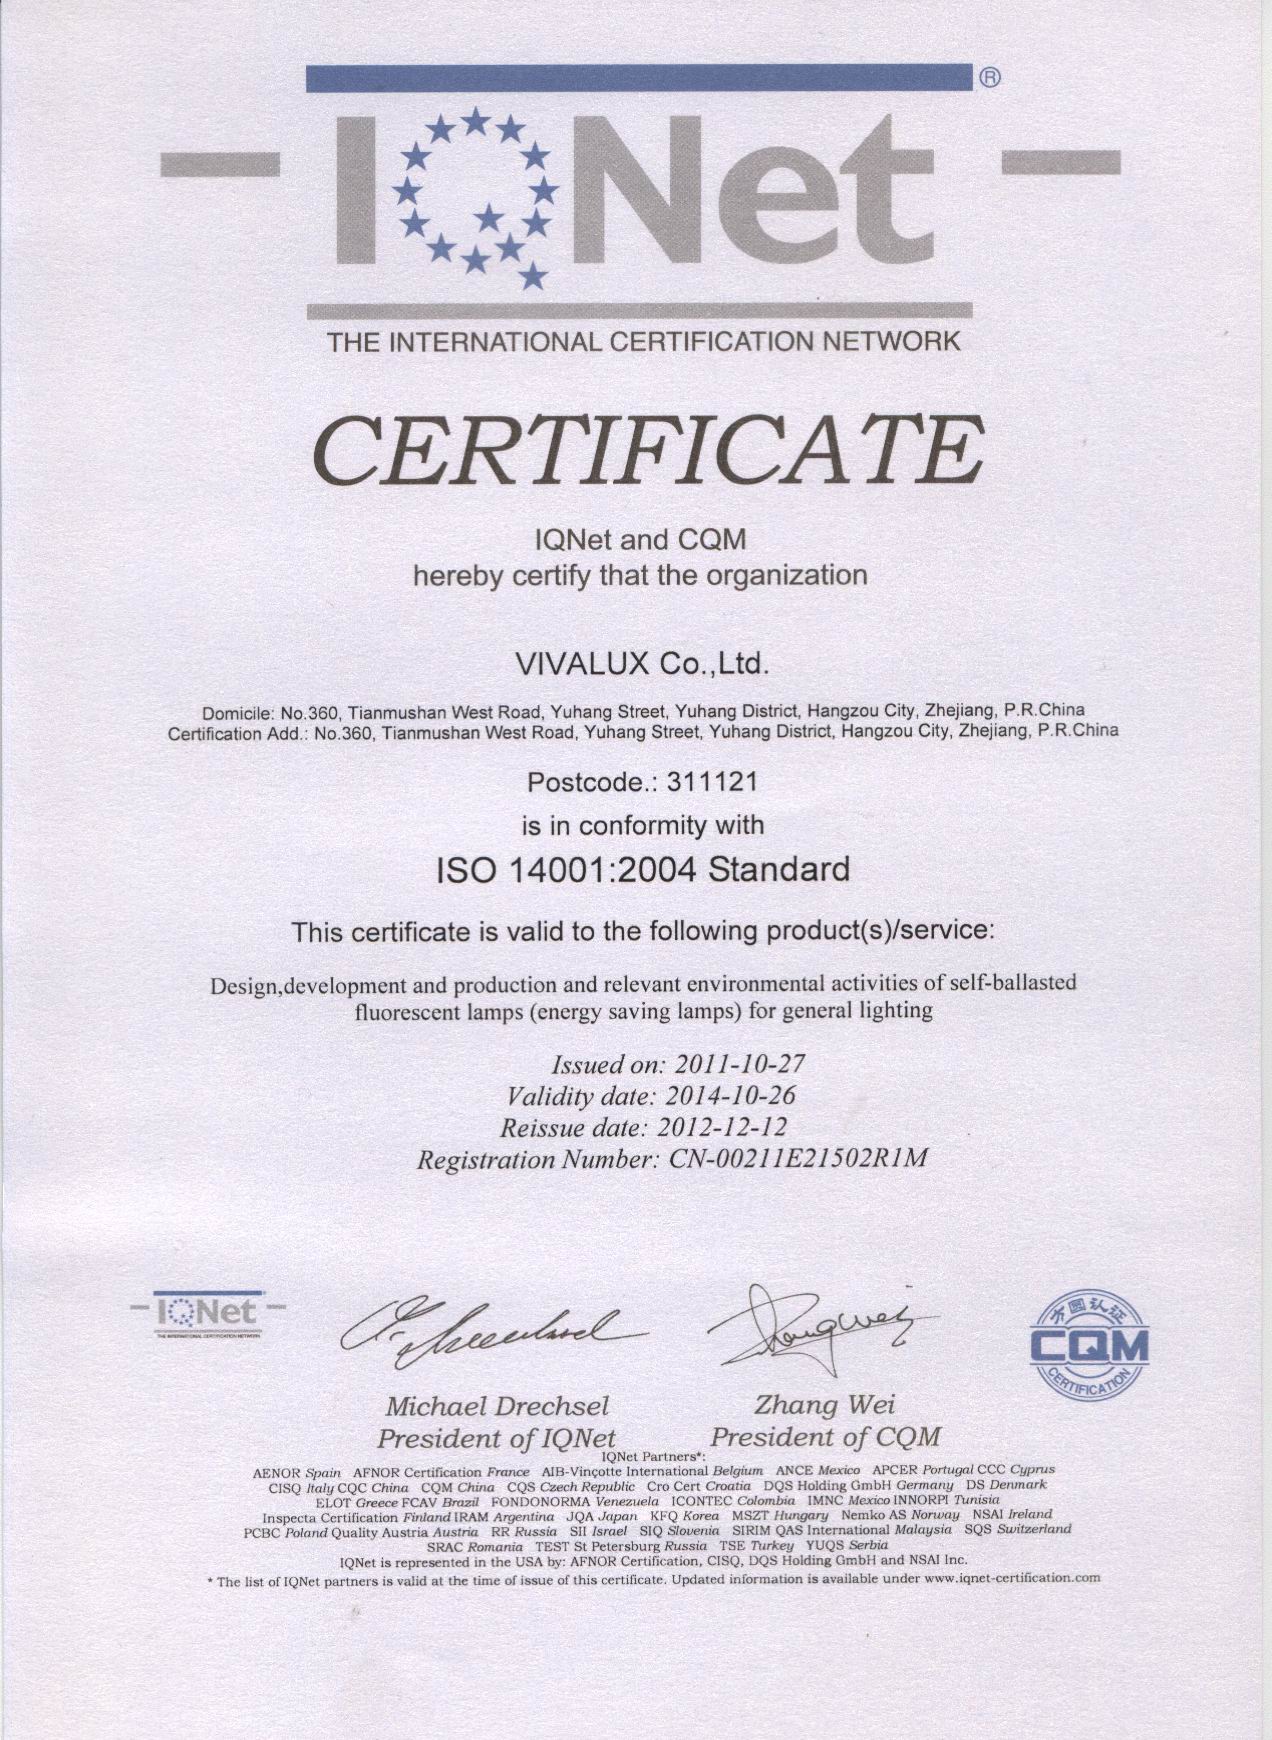 IQNet ®
THE INTERNATIONAL CERTIFICATION NETWORK
CERTIFICATE
IQNet and CQM
hereby certify that the organization
VIVALUX Co.,Ltd.
Domicile: No.360, Tianmushan West Road, Yuhang Street, Yuhang District, Hangzou City, Zhejiang, P.R.China
Certification Add.: No.360, Tianmushan West Road, Yuhang Street, Yuhang District, Hangzou City, Zhejiang, P.R.China
Postcode.: 311121
is in conformity with
ISO 14001:2004 Standard
This certificate is valid to the following product(s)/service:
Design,development and production and relevant environmental activities of self-ballasted
fluorescent lamps (energy saving lamps) for general lighting
Issued on: 2011-10-27
Validity date: 2014-10-26
Reissue date: 2012-12-12
Registration Number: CN-00211E21502R1M
IQNet
THE INTERNATIONAL CERTIFICATION NETWORK
方圆认证
CQM
CERTIFICATION
Michael Drechsel
President of IQNet
Zhang Wei
President of CQM
IQNet Partners*:
AENOR Spain AFNOR Certification France AIB-Vinçotte International Belgium ANCE Mexico APCER Portugal CCC Cyprus
CISQ Italy CQC China CQM China CQS Czech Republic Cro Cert Croatia DQS Holding GmbH Germany DS Denmark
ELOT Greece FCAV Brazil FONDONORMA Venezuela ICONTEC Colombia IMNC Mexico INNORPI Tunisia
Inspecta Certification Finland IRAM Argentina JQA Japan KFQ Korea MSZT Hungary Nemko AS Norway NSAI Ireland
PCBC Poland Quality Austria Austria RR Russia SII Israel SIQ Slovenia SIRIM QAS International Malaysia SQS Switzerland
SRAC Romania TEST St Petersburg Russia TSE Turkey YUQS Serbia
IQNet is represented in the USA by: AFNOR Certification, CISQ, DQS Holding GmbH and NSAI Inc.
* The list of IQNet partners is valid at the time of issue of this certificate. Updated information is available under www.iqnet-certification.com